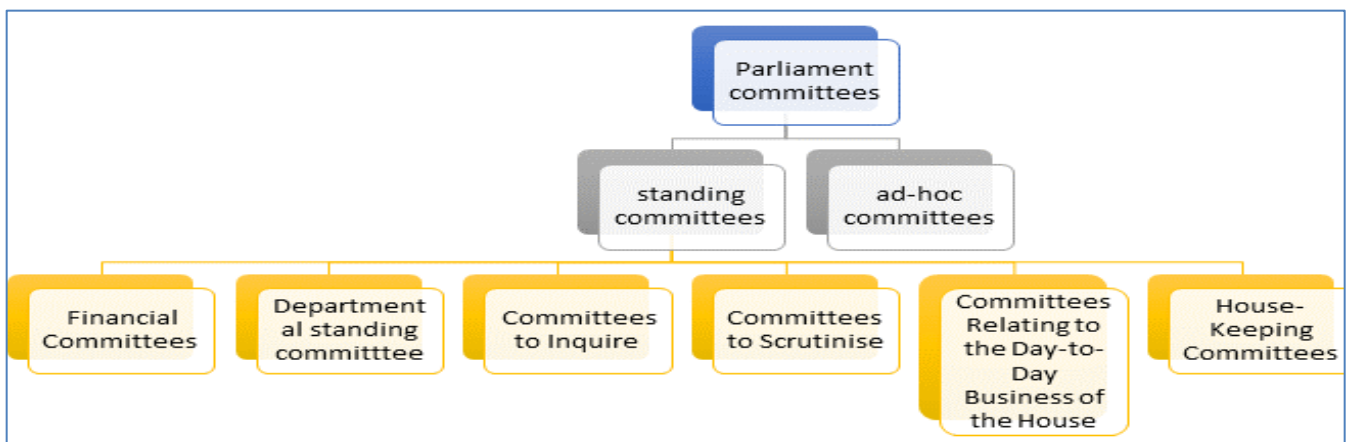 Parliament
committees
standing
committees
ad-hoc
committees
Financial
Committees
Department
al standing
committtee
Committees
to Inquire
Committees
to Scrutinise
Committees
Relating to
the Day-to-
Day
Business of
the House
House-
Keeping
Committees